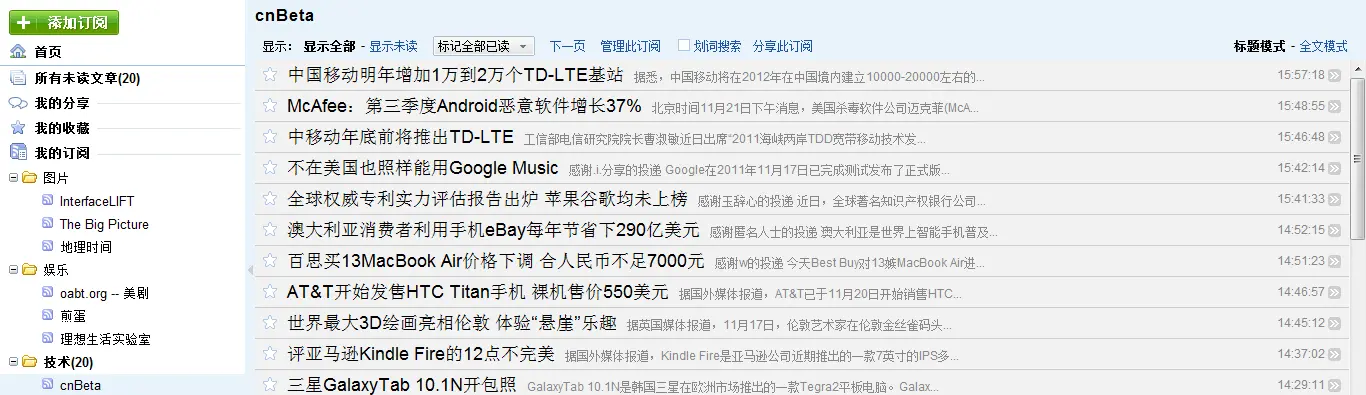 添加订阅
首页
所有未读文章(20)
我的分享
我的收藏
我的订阅
图片
InterfaceLIFT
The Big Picture
地理时间
娱乐
oabt.org -- 美剧
煎蛋
理想生活实验室
技术(20)
cnBeta
cnBeta
显示： 显示全部 - 显示未读 标记全部已读 下一页 管理此订阅 划词搜索 分享此订阅 标题模式 - 全文模式
中国移动明年增加1万到2万个TD-LTE基站 据悉，中国移动将在2012年在中国境内建立10000-20000左右的... 15:57:18
McAfee：第三季度Android恶意软件增长37% 北京时间11月21日下午消息，美国杀毒软件公司迈克菲(McA... 15:48:55
中移动年底前将推出TD-LTE 工信部电信研究院院长曹淑敏近日出席“2011海峡两岸TDD宽带移动技术发... 15:46:48
不在美国也照样能用Google Music 感谢.i.分享的投递 Google在2011年11月17日已完成测试发布了正式版... 15:42:14
全球权威专利实力评估报告出炉 苹果谷歌均未上榜 感谢玉辞心的投递 近日，全球著名知识产权银行公司... 15:41:33
澳大利亚消费者利用手机eBay每年节省下290亿美元 感谢匿名人士的投递 澳大利亚是世界上智能手机普及... 14:52:15
百思买13MacBook Air价格下调 合人民币不足7000元 感谢w的投递 今天Best Buy对13嫉MacBook Air进... 14:51:23
AT&T开始发售HTC Titan手机 裸机售价550美元 据国外媒体报道，AT&T已于11月20日开始销售HTC... 14:46:57
世界最大3D绘画亮相伦敦 体验“悬崖”乐趣 据英国媒体报道，11月17日，伦敦艺术家在伦敦金丝雀码头... 14:45:12
评亚马逊Kindle Fire的12点不完美 据国外媒体报道，Kindle Fire是亚马逊公司近期推出的一款7英寸的IPS多... 14:37:02
三星GalaxyTab 10.1N开包照 GalaxyTab 10.1N是韩国三星在欧洲市场推出的一款Tegra2平板电脑。Galax... 14:29:11